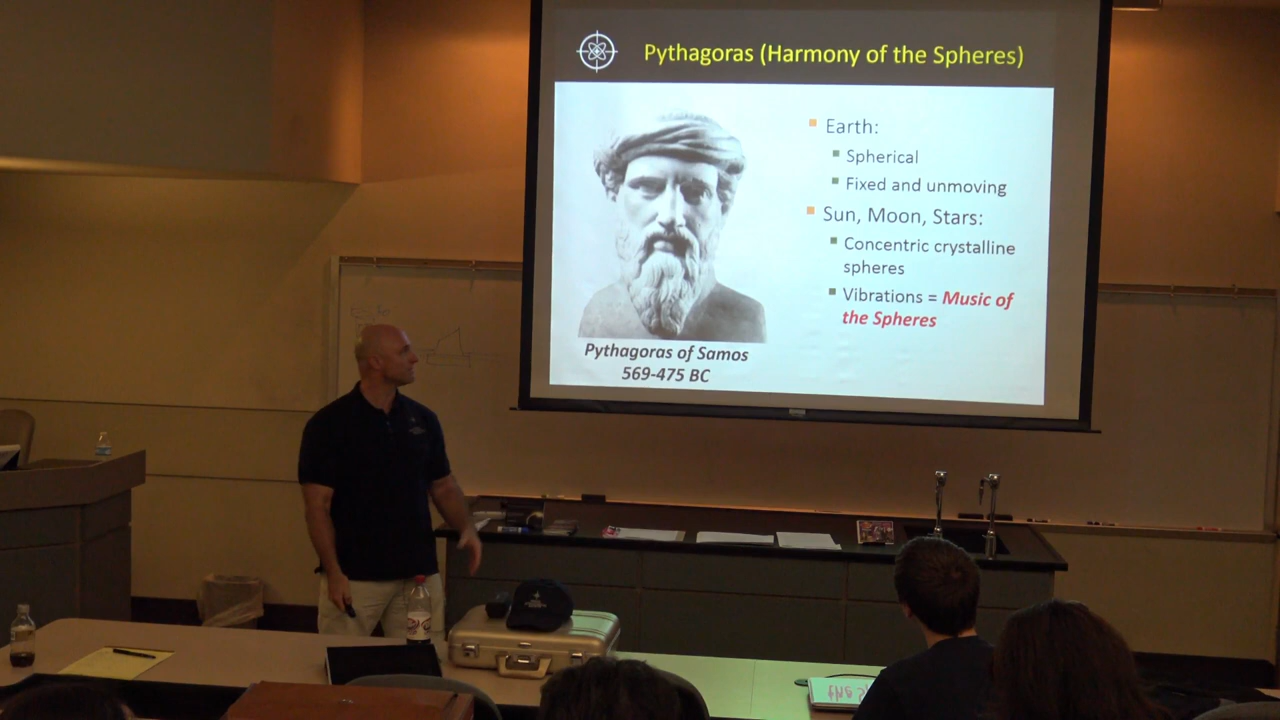 Pythagoras (Harmony of the Spheres)
Earth:
Spherical
Fixed and unmoving
Sun, Moon, Stars:
Concentric crystalline
spheres
Vibrations = Music of
the Spheres
Pythagoras of Samos
569-475 BC